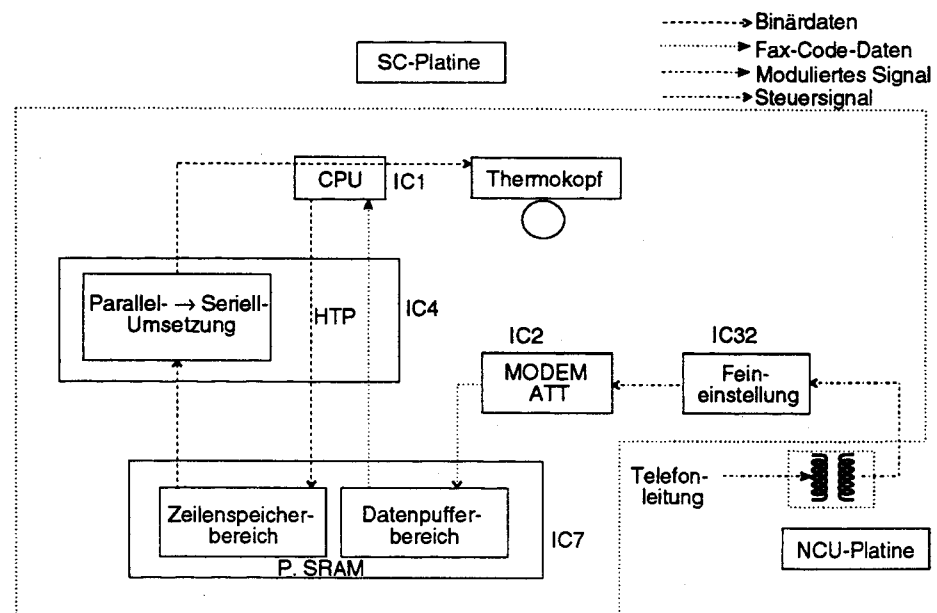 Binärdaten
SC-Platine
Fax-Code-Daten
Moduliertes Signal
Steuersignal
CPU
IC1
Thermokopf
Parallel- → Seriell-
Umsetzung
HTP
IC4
IC2
IC32
MODEM
ATT
Fein-
einstellung
Telefon-
leitung
Zeilenspeicher-
bereich
Datenpuffer-
bereich
IC7
P. SRAM
NCU-Platine